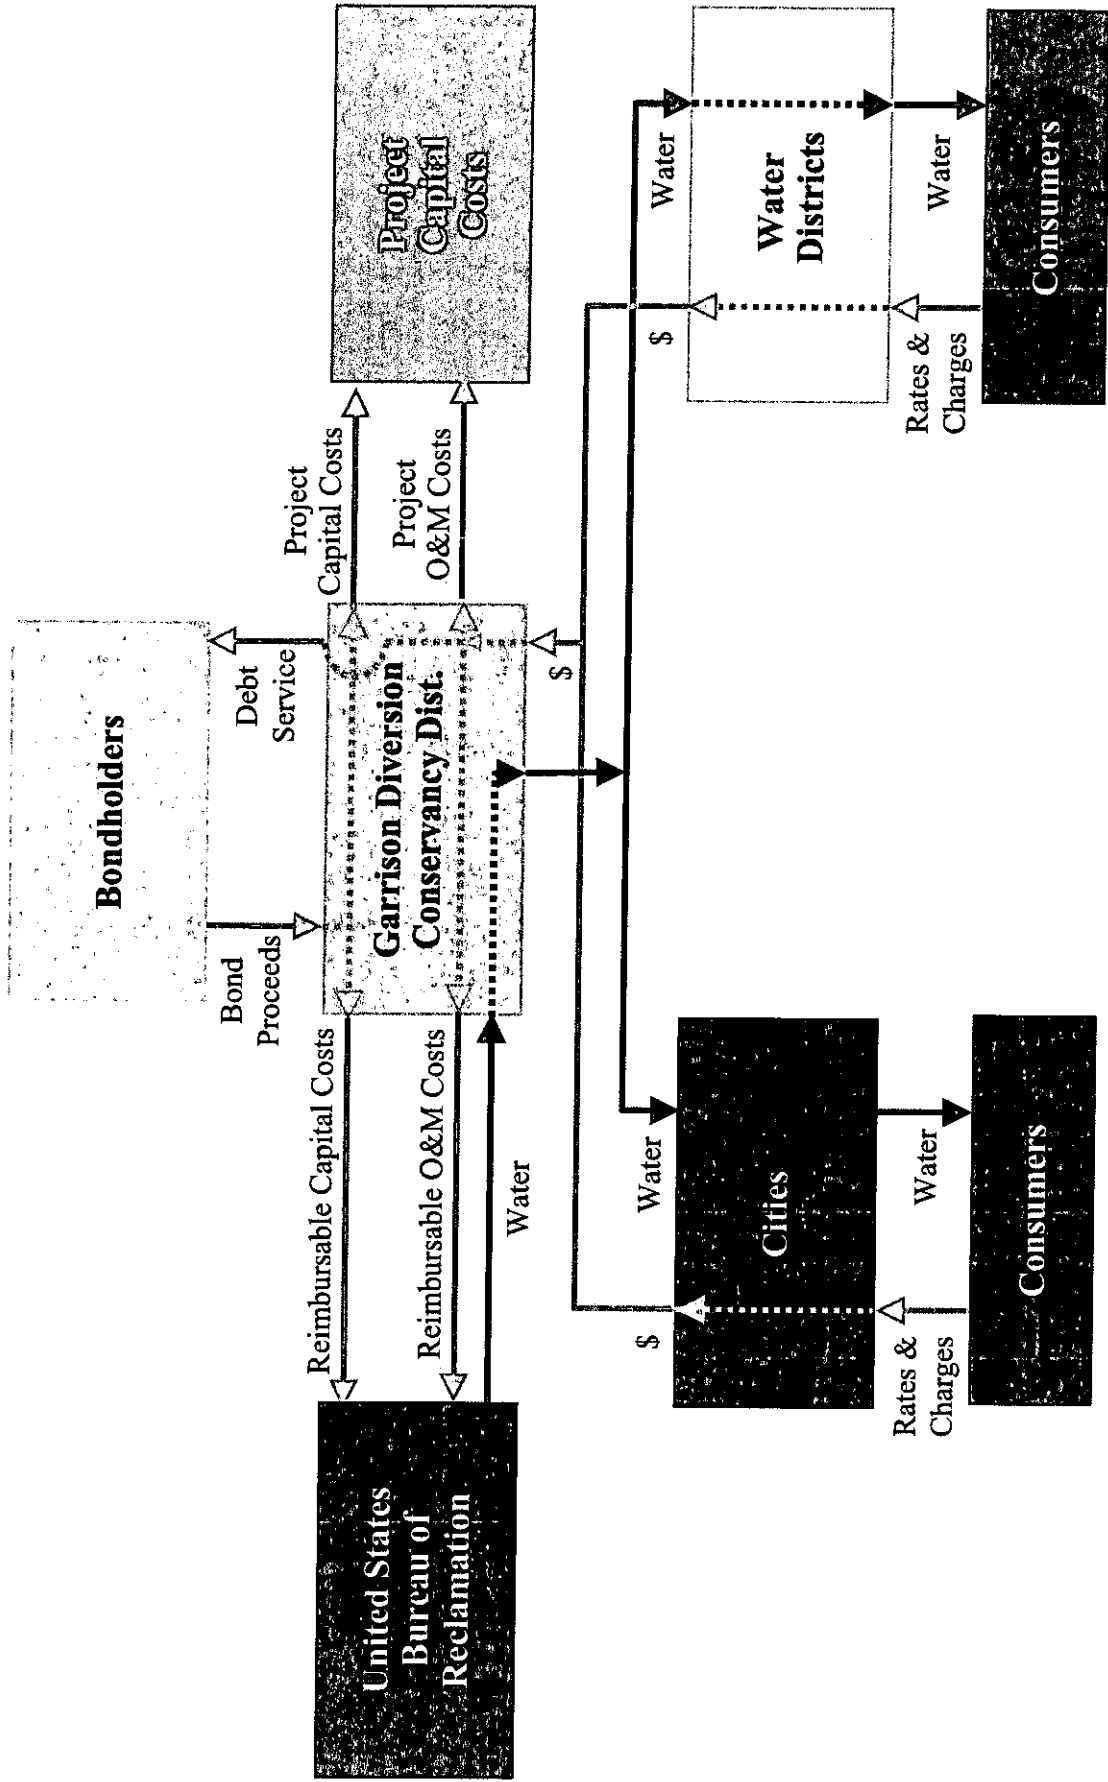 Bondholders
Bond
Proceeds
Debt
Service
United States
Bureau of
Reclamation
Reimbursable Capital Costs
Reimbursable O&M Costs
Water
Garrison Diversion
Conservancy Dist.
Project
Capital Costs
Project
O&M Costs
Project
Capital
Costs
$
$
Water
Cities
Rates &
Charges
Water
Consumers
$
Water
Water
Districts
Rates &
Charges
Water
Consumers